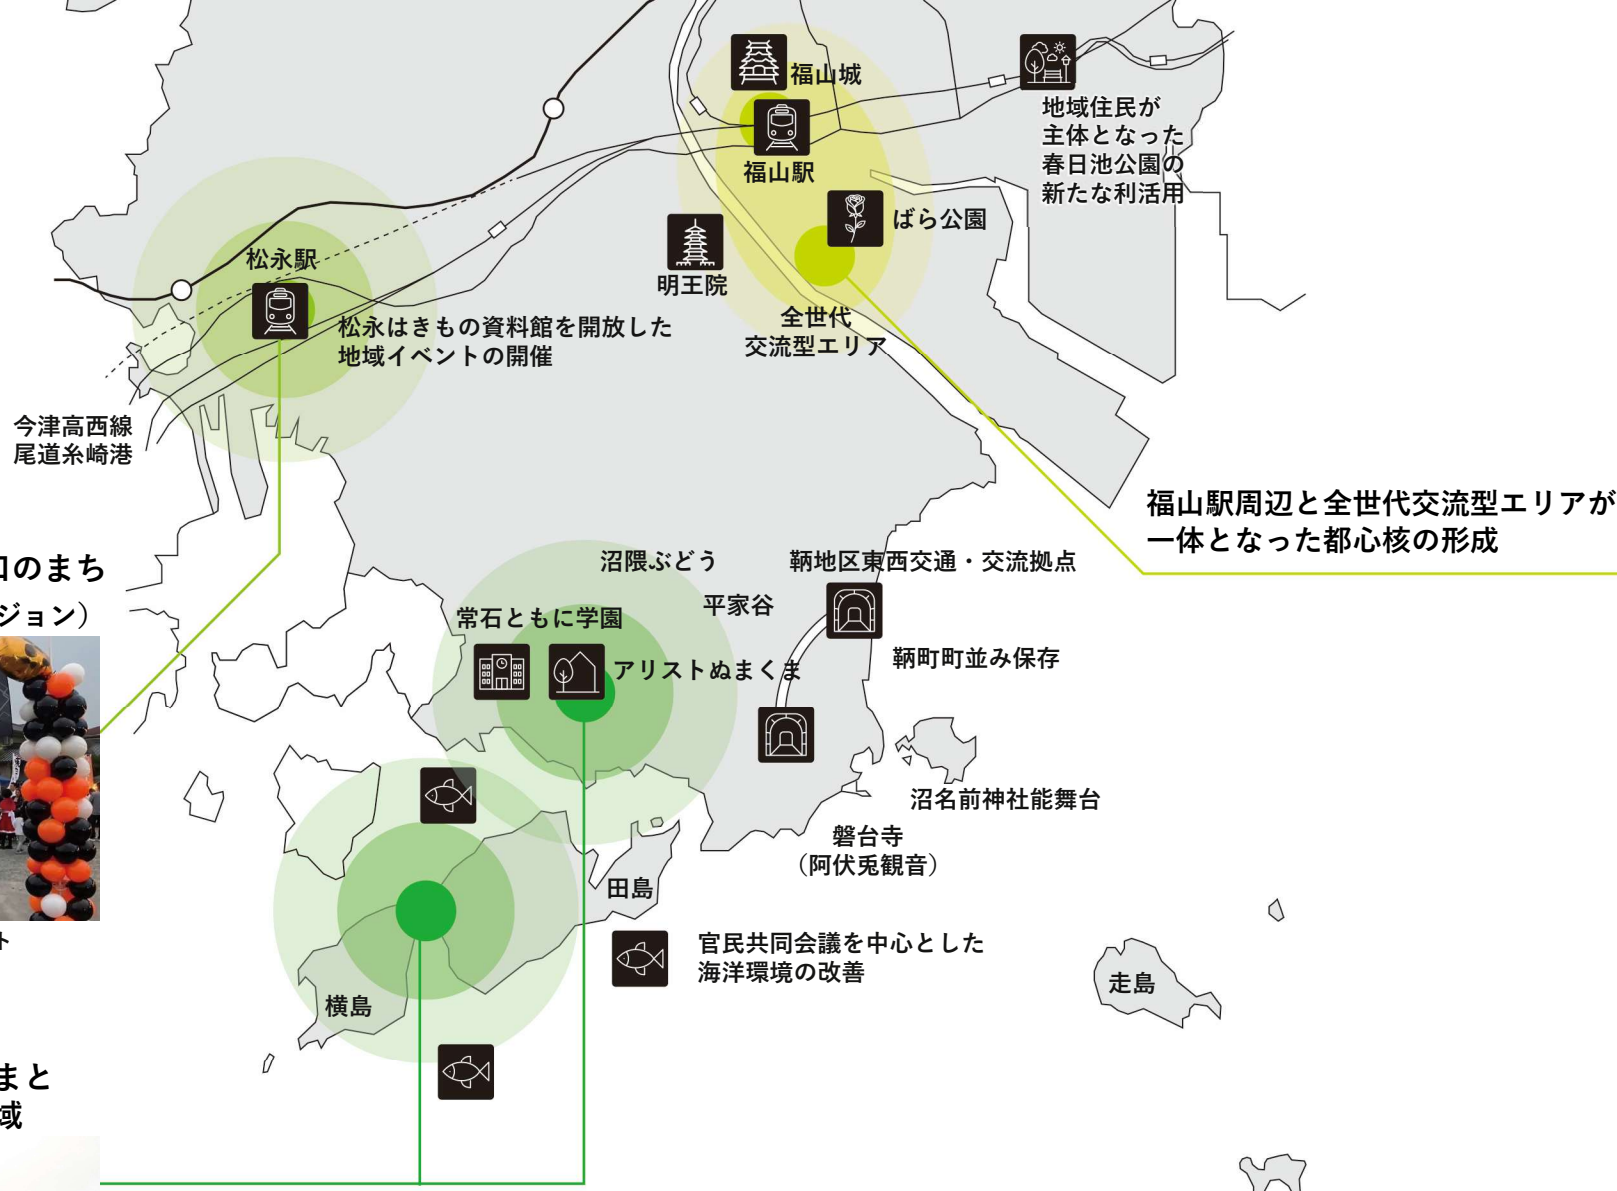 福山城
福山駅
地域住民が
主体となった
春日池公園の
新たな利活用
ばら公園
明王院
全世代
交流型エリア
松永駅
松永はきもの資料館を開放した
地域イベントの開催
今津高西線
尾道糸崎港
福山駅周辺と全世代交流型エリアが
一体となった都心核の形成
口のまち
ジョン）
沼隈ぶどう
鞆地区東西交通・交流拠点
平家谷
常石ともに学園
アリストぬまくま
鞆町町並み保存
沼名前神社能舞台
磐台寺
（阿伏兎観音）
田島
官民共同会議を中心とした
海洋環境の改善
走島
横島
ト
まと
域